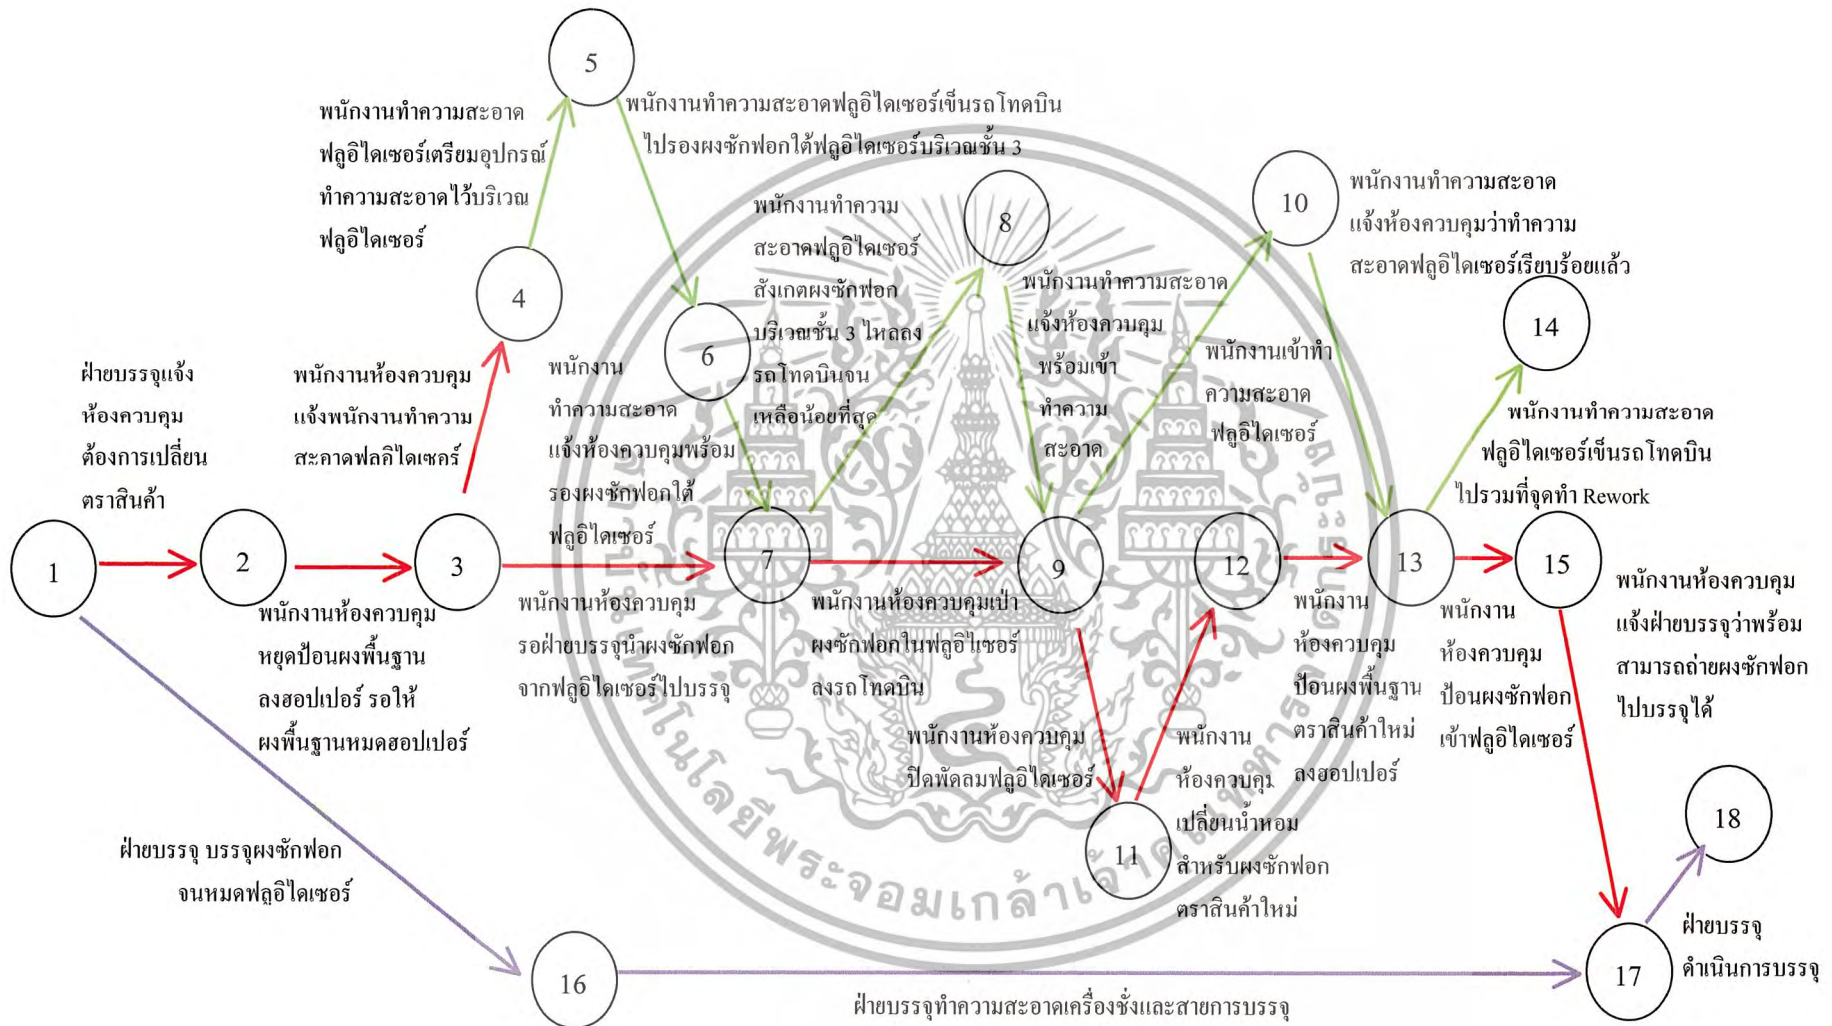 5
พนักงานทำความสะอาด
ฟลูอิไดเซอร์เตรียมอุปกรณ์
ทำความสะอาดไว้บริเวณ
ฟลูอิไดเซอร์
พนักงานทำความสะอาดฟลูอิไดเซอร์เข็นรถโทดบิน
ไปรองผงซักฟอกใต้ฟลูอิไดเซอร์บริเวณชั้น 3
4
6
พนักงานทำความ
สะอาดฟลูอิไดเซอร์
สังเกตผงซักฟอก
บริเวณชั้น 3 ไหลลง
รถโทดบินจน
เหลือน้อยที่สุด
8
พนักงานทำความสะอาด
แจ้งห้องควบคุม
พร้อมเข้า
ทำความ
สะอาด
10
พนักงานทำความสะอาด
แจ้งห้องควบคุมว่าทำความ
สะอาดฟลูอิไดเซอร์เรียบร้อยแล้ว
14
พนักงานเข้าทำ
ความสะอาด
ฟลูอิไดเซอร์
พนักงานทำความสะอาด
ฟลูอิไดเซอร์เข็นรถโทดบิน
ไปรวมที่จุดทำ Rework
ฝ่ายบรรจุแจ้ง
ห้องควบคุม
ต้องการเปลี่ยน
ตราสินค้า
พนักงานห้องควบคุม
แจ้งพนักงานทำความ
สะอาดฟลูอิไดเซอร์
พนักงาน
ทำความสะอาด
แจ้งห้องควบคุมพร้อม
รองผงซักฟอกใต้
ฟลูอิไดเซอร์
1
2
3
7
9
12
13
15
พนักงานห้องควบคุม
หยุดป้อนผงพื้นฐาน
ลงฮอปเปอร์ รอให้
ผงพื้นฐานหมดฮอปเปอร์
พนักงานห้องควบคุม
รอฝ่ายบรรจุนำผงซักฟอก
จากฟลูอิไดเซอร์ไปบรรจุ
พนักงานห้องควบคุมเป่า
ผงซักฟอกในฟลูอิไแซอร์
ลงรถโทดบิน
พนักงานห้องควบคุม
ปิดพัดลมฟลูอิไดเซอร์
11
พนักงาน
ห้องควบคุม
เปลี่ยนน้ำหอม
สำหรับผงซักฟอก
ตราสินค้าใหม่
พนักงาน
ห้องควบคุม
ป้อนผงพื้นฐาน
ตราสินค้าใหม่
ลงฮอปเปอร์
พนักงาน
ห้องควบคุม
ป้อนผงซักฟอก
เข้าฟลูอิไดเซอร์
พนักงานห้องควบคุม
แจ้งฝ่ายบรรจุว่าพร้อม
สามารถถ่ายผงซักฟอก
ไปบรรจุได้
18
ฝ่ายบรรจุ บรรจุผงซักฟอก
จนหมดฟลูอิไดเซอร์
16
ฝ่ายบรรจุทำความสะอาดเครื่องชั่งและสายการบรรจุ
17
ฝ่ายบรรจุ
ดำเนินการบรรจุ
สถาบันเทคโนโลยีพระจอมเกล้าเจ้าคุณทหารลาดกระบัง